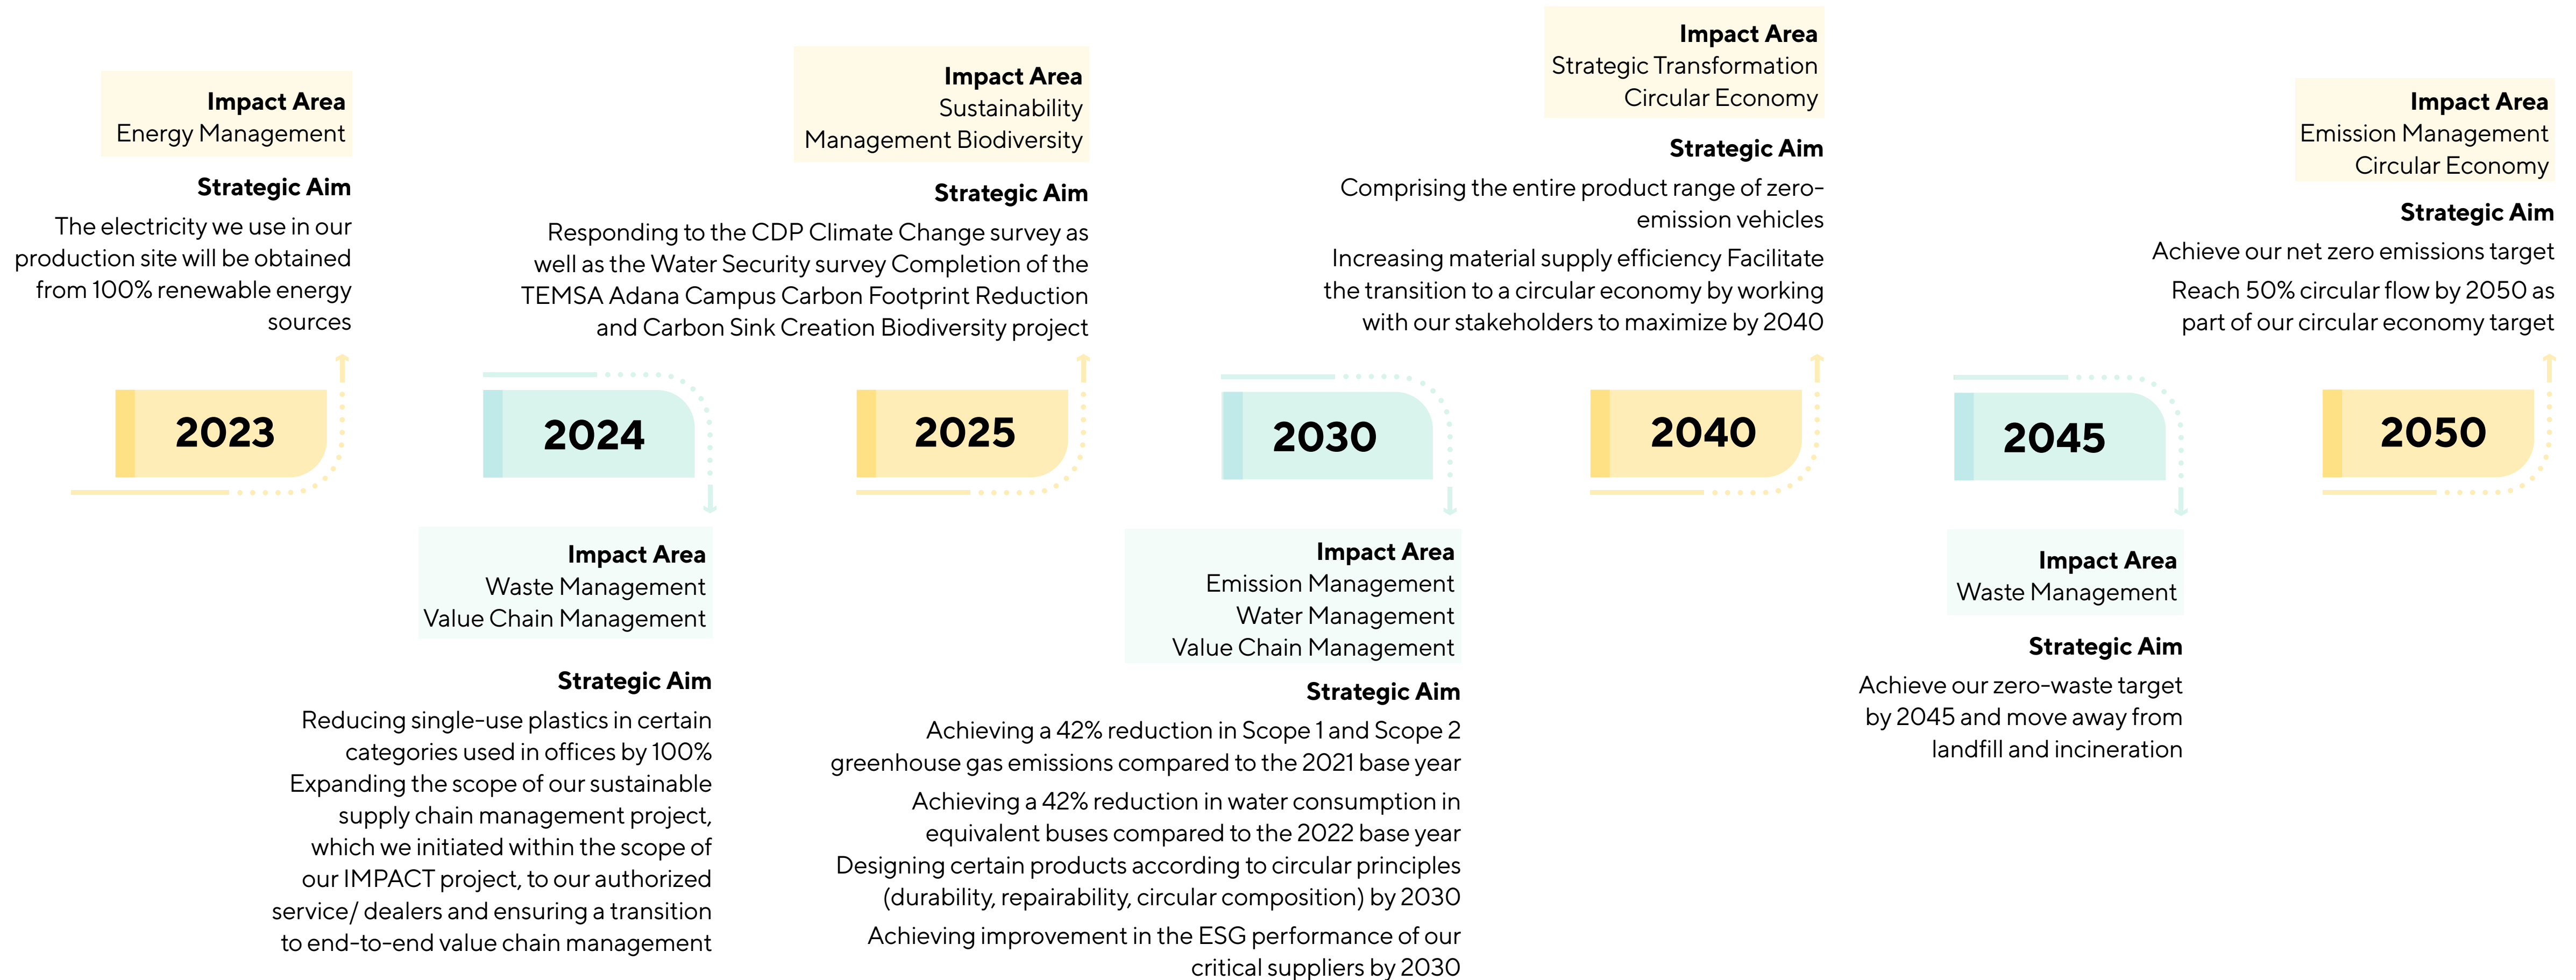 Impact Area
Energy Management
Strategic Aim
The electricity we use in our
production site will be obtained
from 100% renewable energy
sources
2023
2024
Impact Area
Waste Management
Value Chain Management
Strategic Aim
Reducing single-use plastics in certain
categories used in offices by 100%
Expanding the scope of our sustainable
supply chain management project,
which we initiated within the scope of
our IMPACT project, to our authorized
service/ dealers and ensuring a transition
to end-to-end value chain management
Impact Area
Sustainability
Management Biodiversity
Strategic Aim
Responding to the CDP Climate Change survey as
well as the Water Security survey Completion of the
TEMSA Adana Campus Carbon Footprint Reduction
and Carbon Sink Creation Biodiversity project
2025
2030
Impact Area
Emission Management
Water Management
Value Chain Management
Strategic Aim
Achieving a 42% reduction in Scope 1 and Scope 2
greenhouse gas emissions compared to the 2021 base year
Achieving a 42% reduction in water consumption in
equivalent buses compared to the 2022 base year
Designing certain products according to circular principles
(durability, repairability, circular composition) by 2030
Achieving improvement in the ESG performance of our
critical suppliers by 2030
Impact Area
Strategic Transformation
Circular Economy
Strategic Aim
Comprising the entire product range of zero-
emission vehicles
Increasing material supply efficiency Facilitate
the transition to a circular economy by working
with our stakeholders to maximize by 2040
2040
2045
Impact Area
Waste Management
Strategic Aim
Achieve our zero-waste target
by 2045 and move away from
landfill and incineration
Impact Area
Emission Management
Circular Economy
Strategic Aim
Achieve our net zero emissions target
Reach 50% circular flow by 2050 as
part of our circular economy target
2050